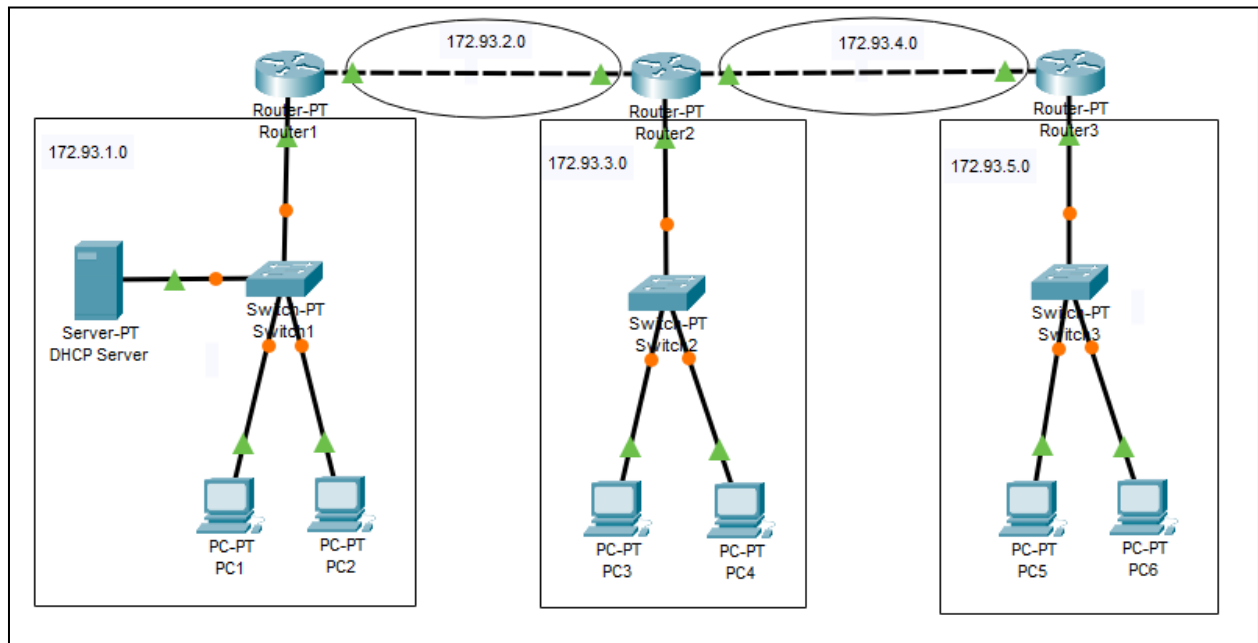 172.93.2.0
172.93.4.0
Router-PT
Router1
Router-PT
Router2
Router-PT
Router3
172.93.1.0
172.93.3.0
172.93.5.0
Server-PT
DHCP Server
Switch-PT
Switch1
Switch-PT
Switch2
Switch-PT
Switch3
PC-PT
PC1
PC-PT
PC2
PC-PT
PC3
PC-PT
PC4
PC-PT
PC5
PC-PT
PC6